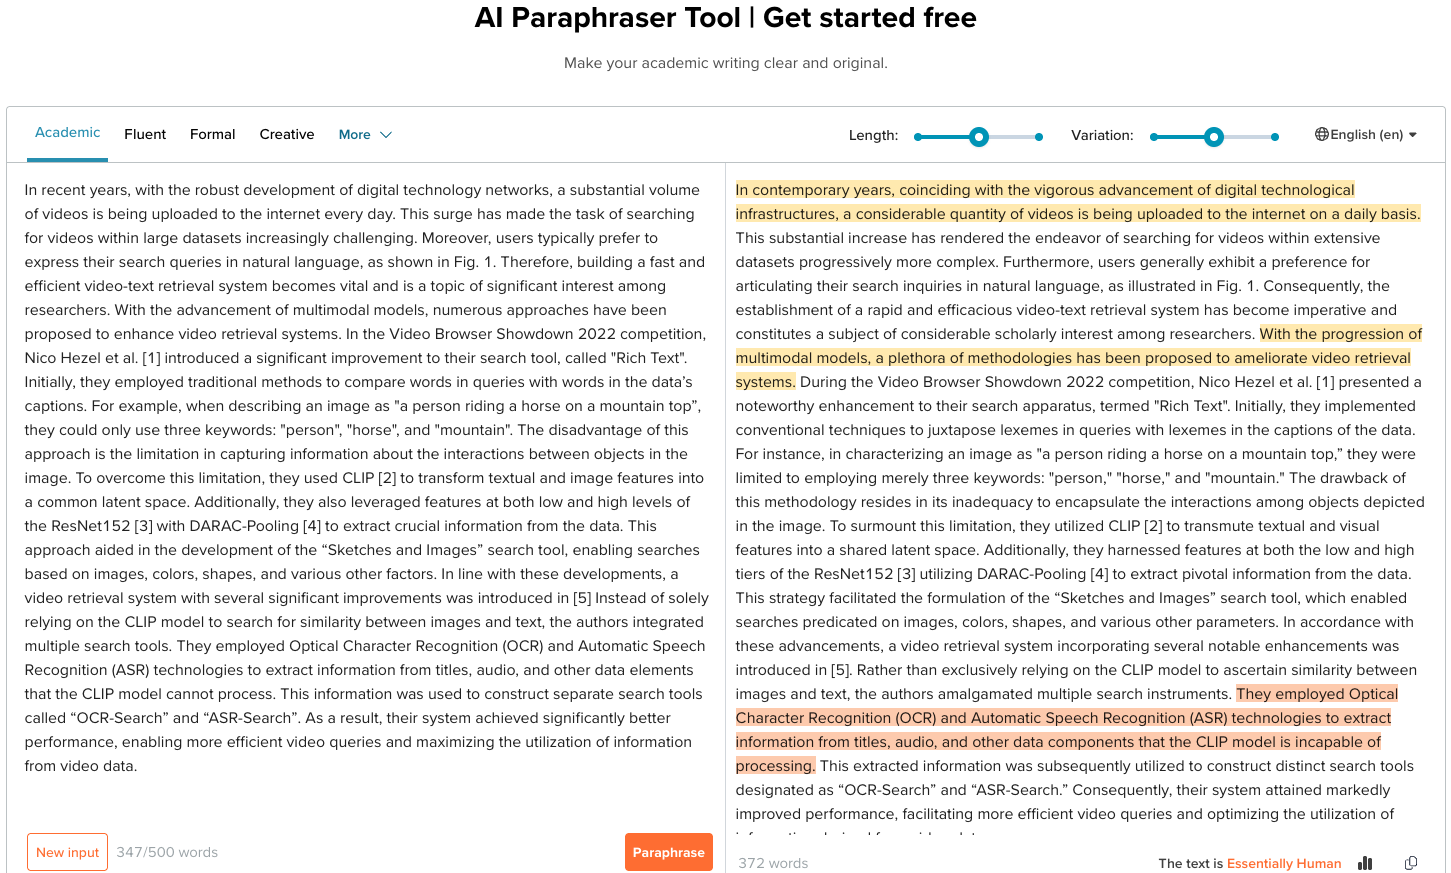 AI Paraphraser Tool | Get started free
Make your academic writing clear and original.
Academic Fluent Formal Creative More Length: Variation: English (en)
In recent years, with the robust development of digital technology networks, a substantial volume
of videos is being uploaded to the internet every day. This surge has made the task of searching
for videos within large datasets increasingly challenging. Moreover, users typically prefer to
express their search queries in natural language, as shown in Fig. 1. Therefore, building a fast and
efficient video-text retrieval system becomes vital and is a topic of significant interest among
researchers. With the advancement of multimodal models, numerous approaches have been
proposed to enhance video retrieval systems. In the Video Browser Showdown 2022 competition,
Nico Hezel et al. [1] introduced a significant improvement to their search tool, called "Rich Text".
Initially, they employed traditional methods to compare words in queries with words in the data’s
captions. For example, when describing an image as "a person riding a horse on a mountain top”,
they could only use three keywords: "person", "horse", and "mountain". The disadvantage of this
approach is the limitation in capturing information about the interactions between objects in the
image. To overcome this limitation, they used CLIP [2] to transform textual and image features into
a common latent space. Additionally, they also leveraged features at both low and high levels of
the ResNet152 [3] with DARAC-Pooling [4] to extract crucial information from the data. This
approach aided in the development of the “Sketches and Images” search tool, enabling searches
based on images, colors, shapes, and various other factors. In line with these developments, a
video retrieval system with several significant improvements was introduced in [5] Instead of solely
relying on the CLIP model to search for similarity between images and text, the authors integrated
multiple search tools. They employed Optical Character Recognition (OCR) and Automatic Speech
Recognition (ASR) technologies to extract information from titles, audio, and other data elements
that the CLIP model cannot process. This information was used to construct separate search tools
called “OCR-Search” and “ASR-Search”. As a result, their system achieved significantly better
performance, enabling more efficient video queries and maximizing the utilization of information
from video data.
New input 347/500 words Paraphrase
In contemporary years, coinciding with the vigorous advancement of digital technological
infrastructures, a considerable quantity of videos is being uploaded to the internet on a daily basis.
This substantial increase has rendered the endeavor of searching for videos within extensive
datasets progressively more complex. Furthermore, users generally exhibit a preference for
articulating their search inquiries in natural language, as illustrated in Fig. 1. Consequently, the
establishment of a rapid and efficacious video-text retrieval system has become imperative and
constitutes a subject of considerable scholarly interest among researchers. With the progression of
multimodal models, a plethora of methodologies has been proposed to ameliorate video retrieval
systems. During the Video Browser Showdown 2022 competition, Nico Hezel et al. [1] presented a
noteworthy enhancement to their search apparatus, termed "Rich Text". Initially, they implemented
conventional techniques to juxtapose lexemes in queries with lexemes in the captions of the data.
For instance, in characterizing an image as "a person riding a horse on a mountain top,” they were
limited to employing merely three keywords: "person," "horse," and "mountain." The drawback of
this methodology resides in its inadequacy to encapsulate the interactions among objects depicted
in the image. To surmount this limitation, they utilized CLIP [2] to transmute textual and visual
features into a shared latent space. Additionally, they harnessed features at both the low and high
tiers of the ResNet152 [3] utilizing DARAC-Pooling [4] to extract pivotal information from the data.
This strategy facilitated the formulation of the “Sketches and Images” search tool, which enabled
searches predicated on images, colors, shapes, and various other parameters. In accordance with
these advancements, a video retrieval system incorporating several notable enhancements was
introduced in [5]. Rather than exclusively relying on the CLIP model to ascertain similarity between
images and text, the authors amalgamated multiple search instruments. They employed Optical
Character Recognition (OCR) and Automatic Speech Recognition (ASR) technologies to extract
information from titles, audio, and other data components that the CLIP model is incapable of
processing. This extracted information was subsequently utilized to construct distinct search tools
designated as “OCR-Search” and “ASR-Search.” Consequently, their system attained markedly
improved performance, facilitating more efficient video queries and optimizing the utilization of
372 words The text is Essentially Human